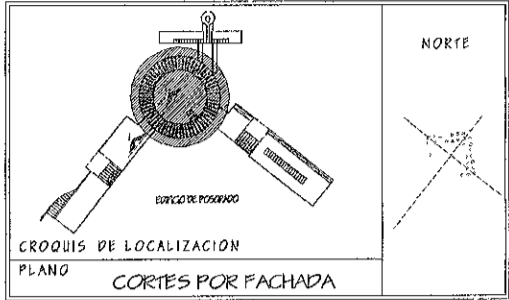 NORTE
EDIFICIO DE POSGRADO
CROQUIS DE LOCALIZACION
PLANO
CORTES POR FACHADA